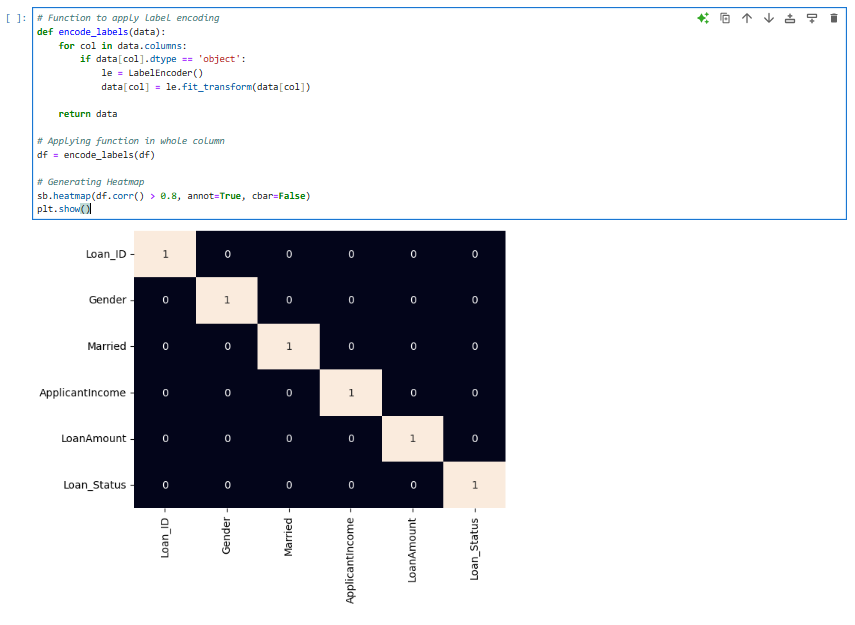 [ ]: # Function to apply label encoding
def encode_labels(data):
    for col in data.columns:
        if data[col].dtype == 'object':
            le = LabelEncoder()
            data[col] = le.fit_transform(data[col])

    return data

# Applying function in whole column
df = encode_labels(df)

# Generating Heatmap
sb.heatmap(df.corr() > 0.8, annot=True, cbar=False)
plt.show()
Loan_ID 1 0 0 0 0 0
Gender 0 1 0 0 0 0
Married 0 0 1 0 0 0
ApplicantIncome 0 0 0 1 0 0
LoanAmount 0 0 0 0 1 0
Loan_Status 0 0 0 0 0 1
Loan_ID
Gender
Married
ApplicantIncome
LoanAmount
Loan_Status